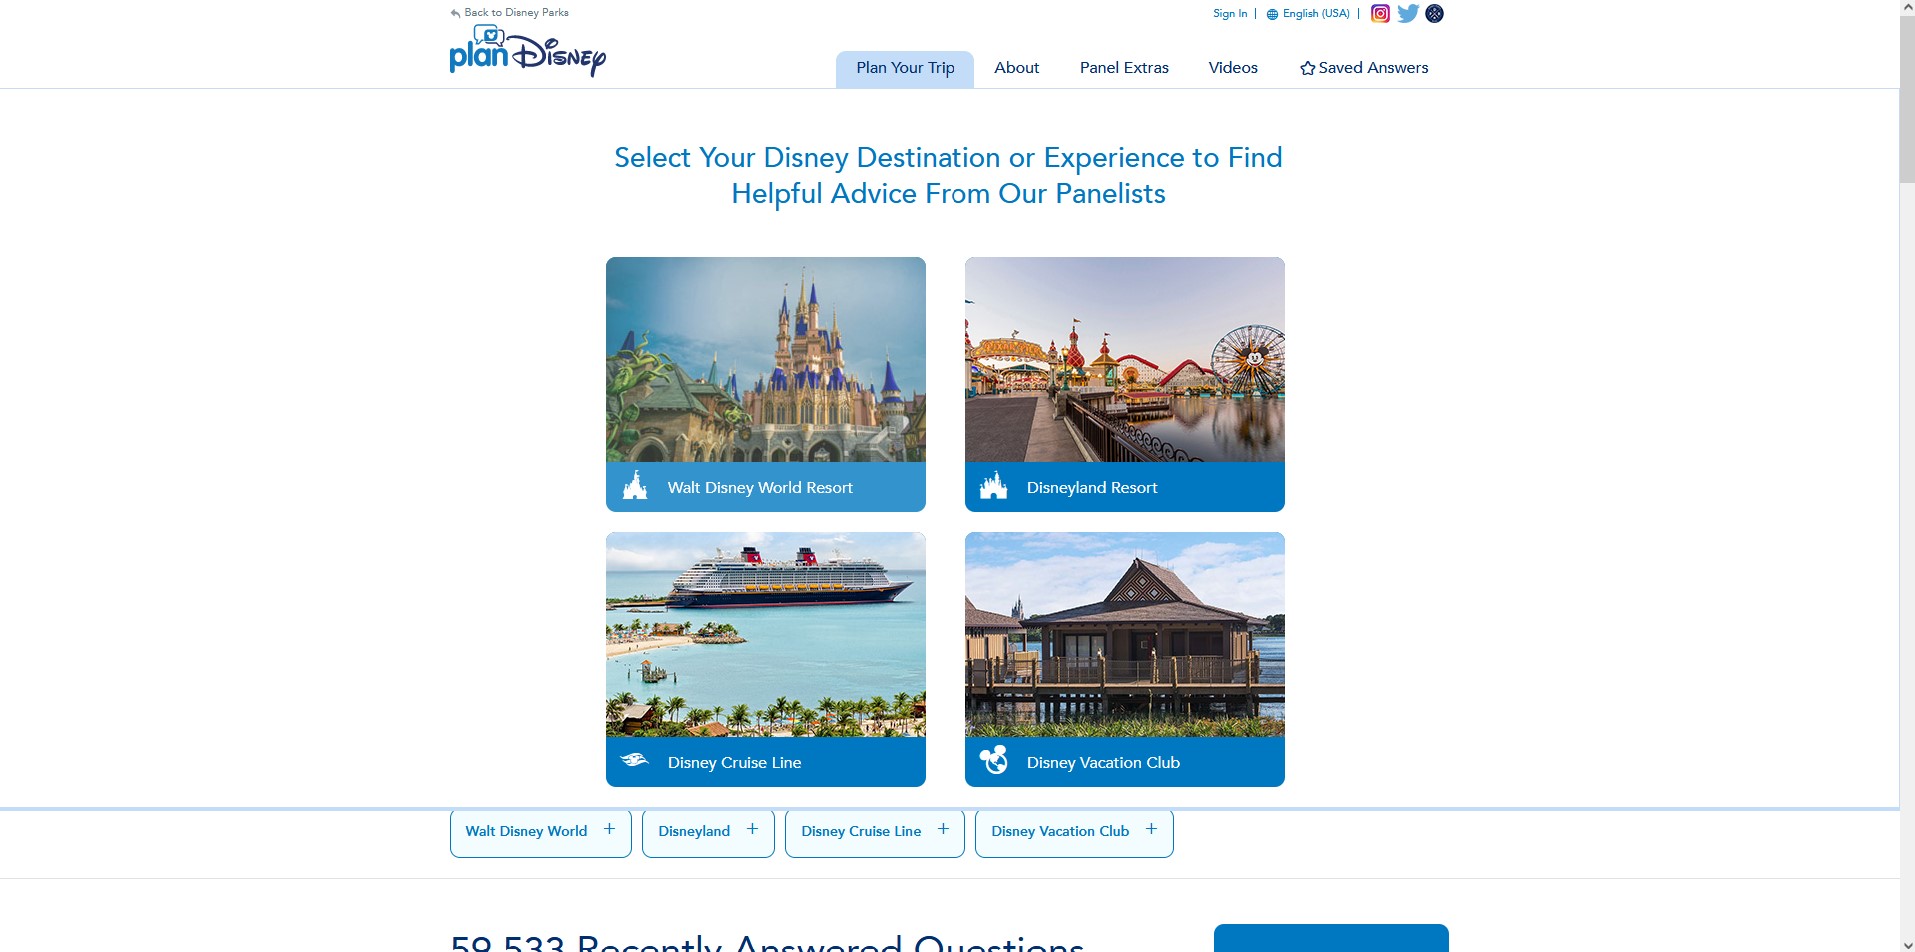 Back to Disney Parks
Sign In | English (USA) |
plan Disney
Plan Your Trip
About
Panel Extras
Videos
Saved Answers
Select Your Disney Destination or Experience to Find
Helpful Advice From Our Panelists
Walt Disney World Resort
Disneyland Resort
Disney Cruise Line
Disney Vacation Club
Walt Disney World +
Disneyland +
Disney Cruise Line +
Disney Vacation Club +
59,533 Recently Answered Questions